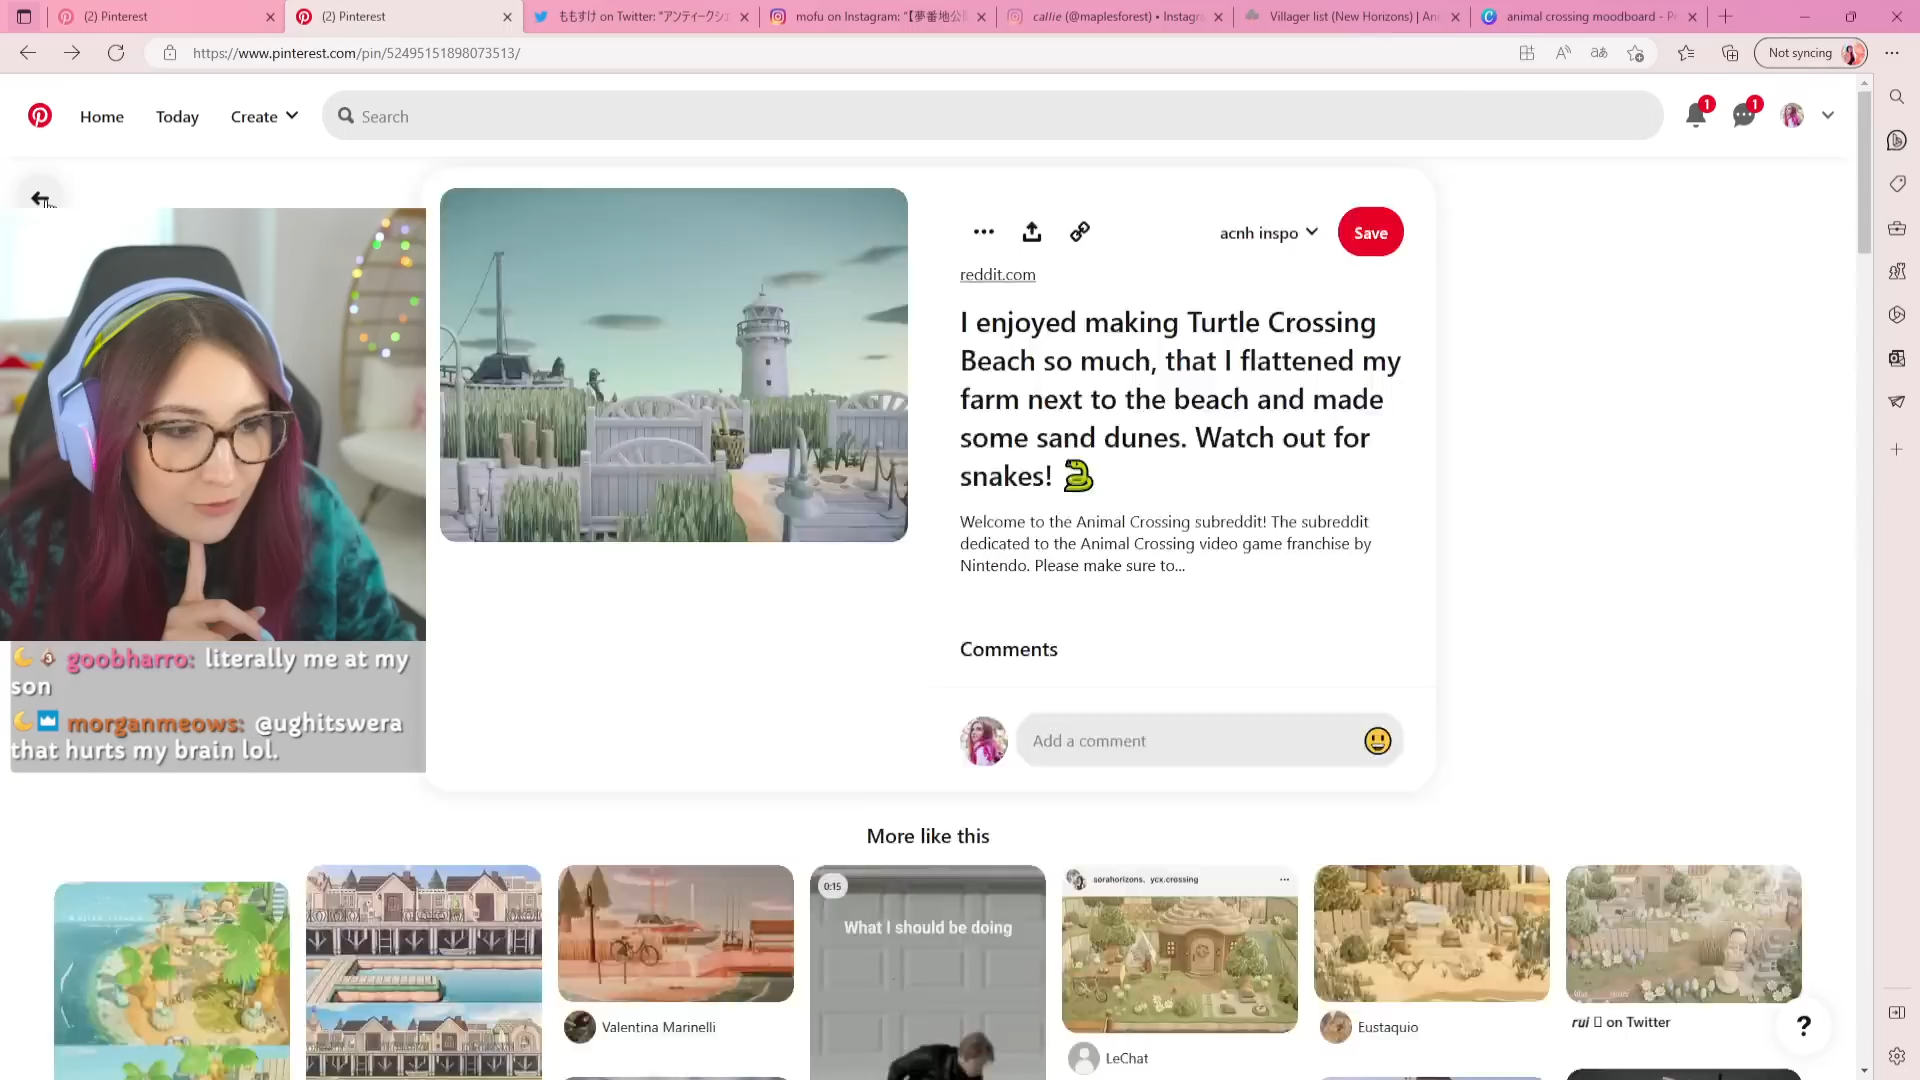 (2) Pinterest
(2) Pinterest
ももすけ on Twitter: "アンティークシ
mofu on Instagram: "【夢番地公
callie (@maplesforest) • Instagr
Villager list (New Horizons) | Ani
animal crossing moodboard - P
https://www.pinterest.com/pin/52495151898073513/
Not syncing
Home
Today
Create
Search
1
1
acnh inspo
Save
reddit.com
I enjoyed making Turtle Crossing
Beach so much, that I flattened my
farm next to the beach and made
some sand dunes. Watch out for
snakes! 🐍
Welcome to the Animal Crossing subreddit! The subreddit
dedicated to the Animal Crossing video game franchise by
Nintendo. Please make sure to...
Comments
Add a comment
goobharro: literally me at my
son
morganmeows: @ughitswera
that hurts my brain lol.
More like this
0:15
What I should be doing
sorahorizons, ycx.crossing
Valentina Marinelli
LeChat
Eustaquio
rui on Twitter
?